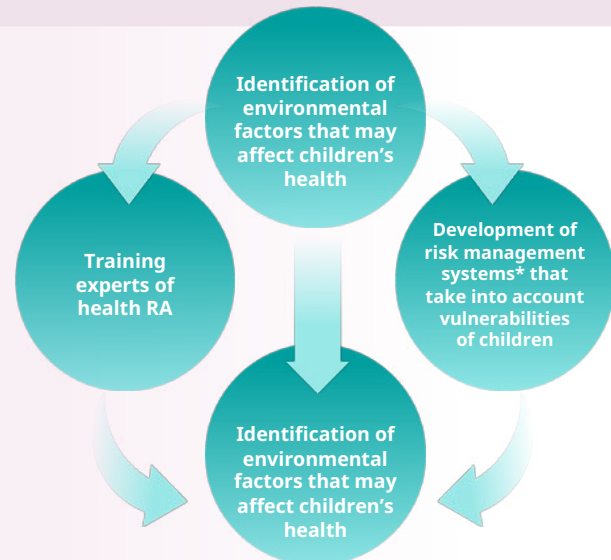 Identification of
environmental
factors that may
affect children's
health
Training
experts of
health RA
Development of
risk management
systems* that
take into account
vulnerabilities
of children
Identification of
environmental
factors that may
affect children's
health